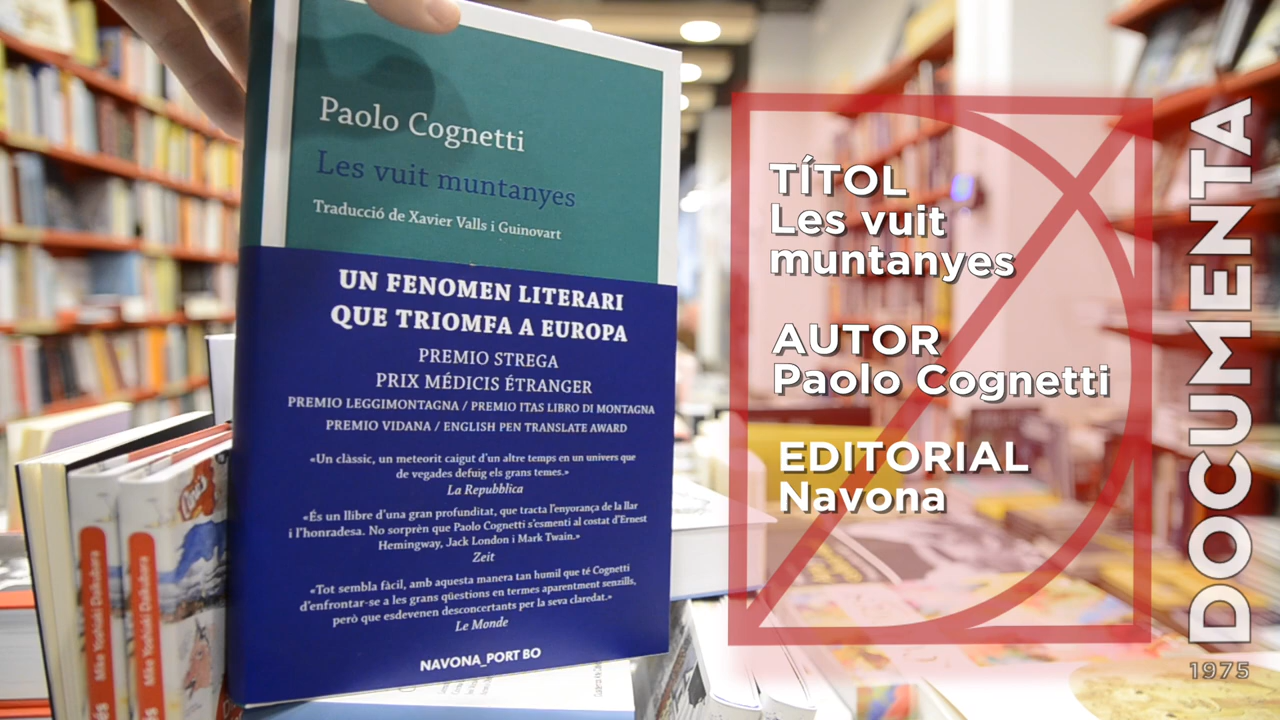 Paolo Cognetti
Les vuit muntanyes
Traducció de Xavier Valls i Guinovart
UN FENOMEN LITERARI
QUE TRIOMFA A EUROPA
PREMIO STREGA
PRIX MÉDICIS ÉTRANGER
PREMIO LEGGIMONTAGNA / PREMIO ITAS LIBRO DI MONTAGNA
PREMIO VIDANA / ENGLISH PEN TRANSLATE AWARD
«Un clàssic, un meteorit caigut d'un altre temps en un univers que
de vegades defuig els grans temes.»
La Repubblica
«És un llibre d'una gran profunditat, que tracta l'enyorança de la llar
i l'honradesa. No sorprèn que Paolo Cognetti s'esmenti al costat d'Ernest
Hemingway, Jack London i Mark Twain.»
Zeit
«Tot sembla fàcil, amb aquesta manera tan humil que té Cognetti
d'enfrontar-se a les grans qüestions en termes aparentment senzills,
però que esdevenen desconcertants per la seva claredat.»
Le Monde
NAVONA_PORT BO
TÍTOL
Les vuit
muntanyes
AUTOR
Paolo Cognetti
EDITORIAL
Navona
DOCUMENTA
1975